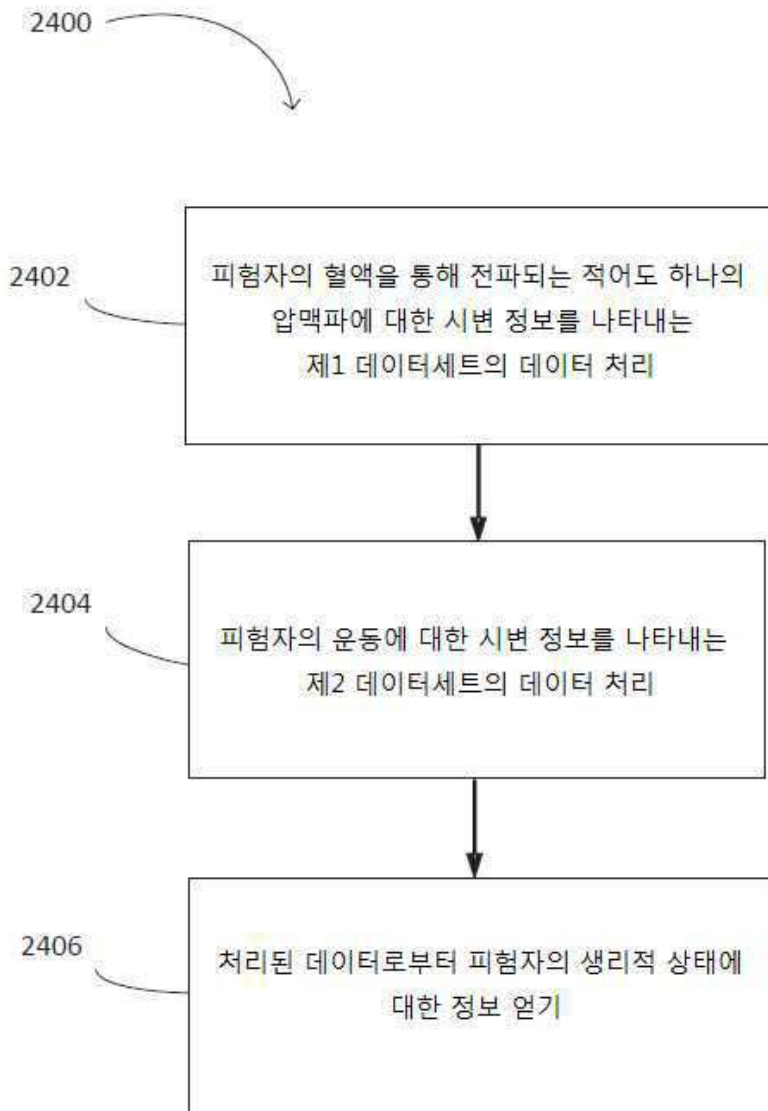 2400
2402
피험자의 혈액을 통해 전파되는 적어도 하나의
압맥파에 대한 시변 정보를 나타내는
제1 데이터세트의 데이터 처리
2404
피험자의 운동에 대한 시변 정보를 나타내는
제2 데이터세트의 데이터 처리
2406
처리된 데이터로부터 피험자의 생리적 상태에
대한 정보 얻기